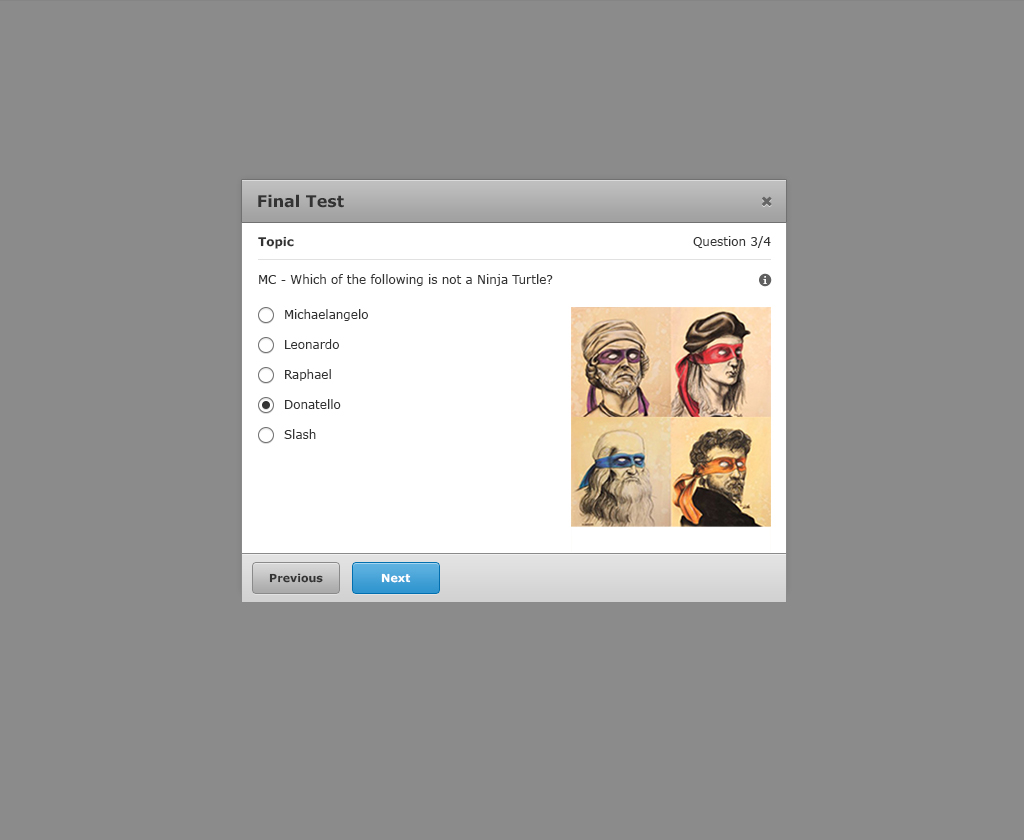 Final Test
Topic
Question 3/4
MC - Which of the following is not a Ninja Turtle?
Michaelangelo
Leonardo
Raphael
Donatello
Slash
Previous
Next